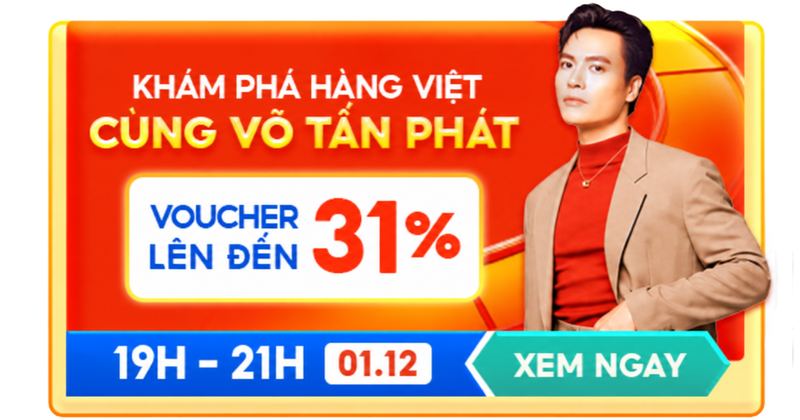 KHÁM PHÁ HÀNG VIỆT
CÙNG VÕ TẤN PHÁT
VOUCHER
LÊN ĐẾN
31%
19H - 21H 01.12
XEM NGAY